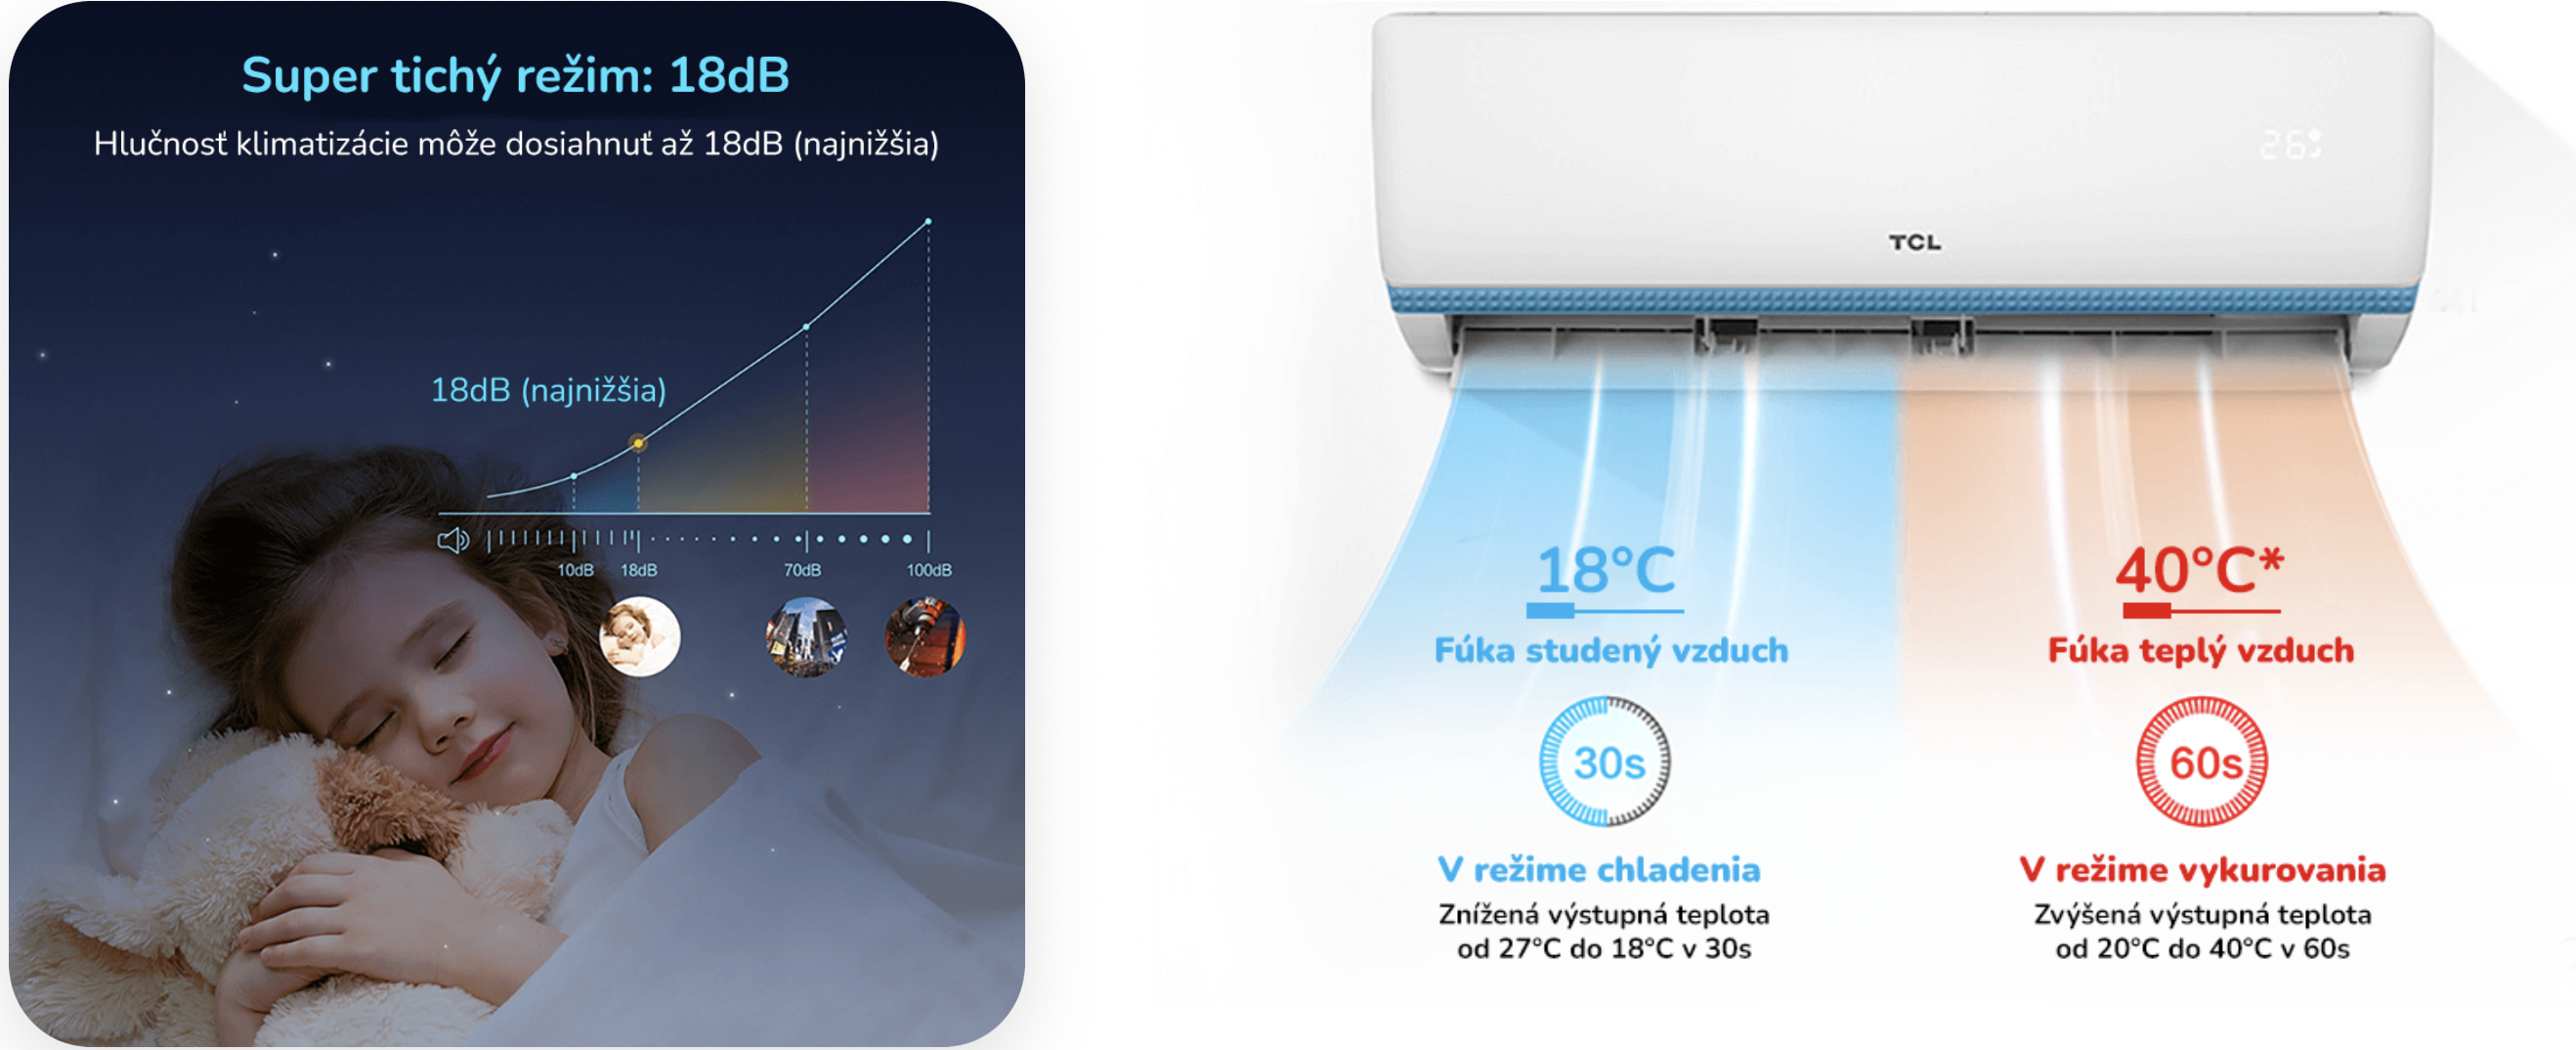 Super tichý režim: 18dB
Hlučnosť klimatizácie môže dosiahnuť až 18dB (najnižšia)
18dB (najnižšia)
10dB 18dB 70dB 100dB
26
TCL
18°C
Fúka studený vzduch
30s
V režime chladenia
Znížená výstupná teplota
od 27°C do 18°C v 30s
40°C*
Fúka teplý vzduch
60s
V režime vykurovania
Zvýšená výstupná teplota
od 20°C do 40°C v 60s